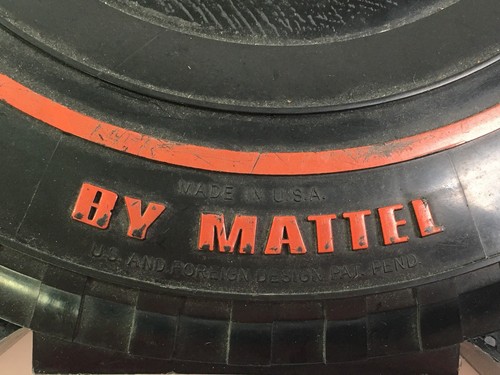 MADE IN U.S.A.
BY MATTEL
U.S. AND FOREIGN DESIGN PAT. PEND.